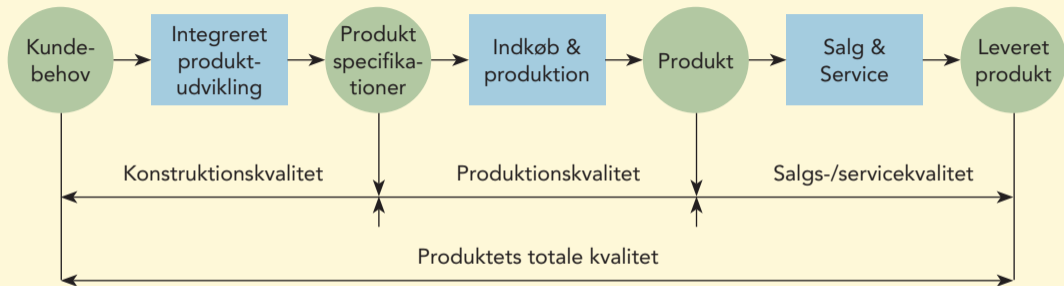 Kunde-
behov
Integreret
produkt-
udvikling
Produkt
specifika-
tioner
Indkøb &
produktion
Produkt
Salg &
Service
Leveret
produkt
Konstruktionskvalitet
Produktionskvalitet
Salgs-/servicekvalitet
Produktets totale kvalitet